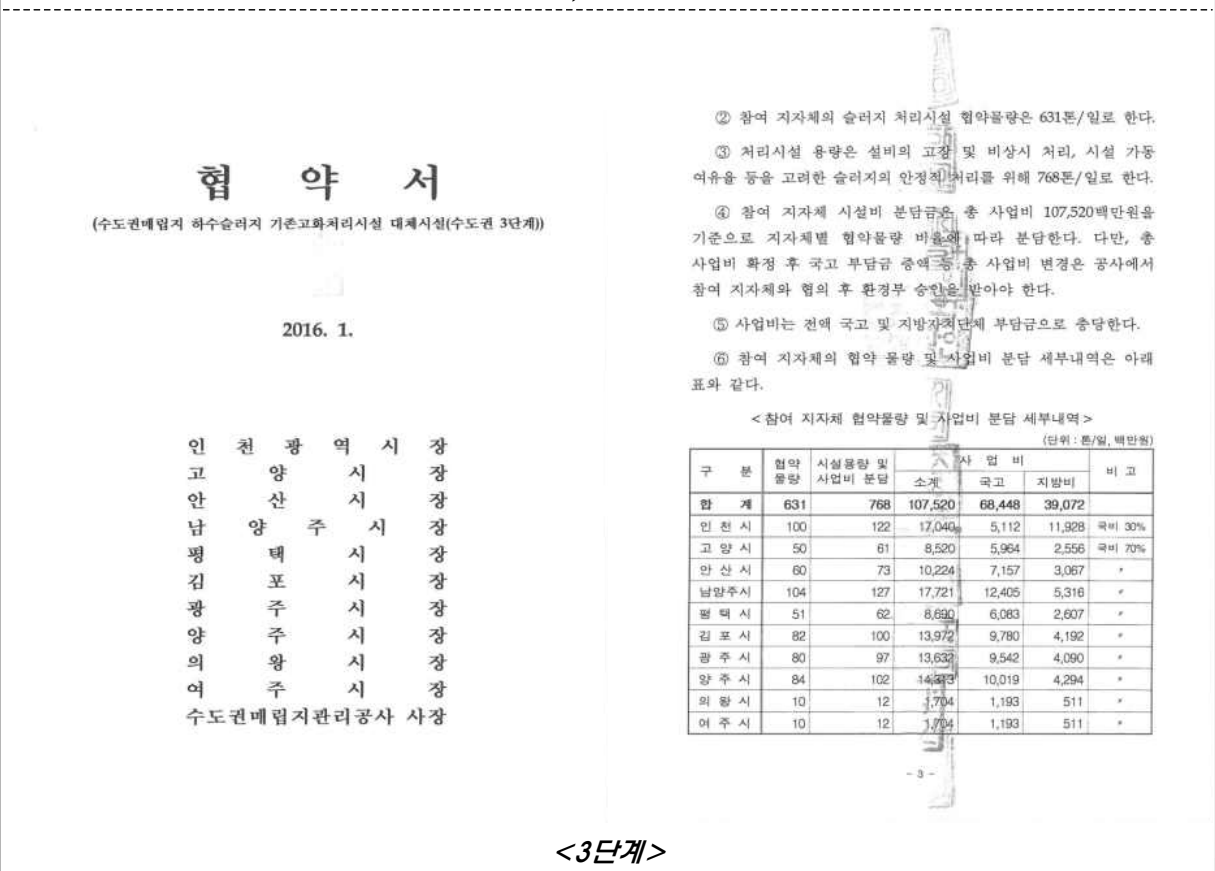 협 약 서
(수도권매립지 하수슬러지 기존고화처리시설 대체시설(수도권 3단계))
2016. 1.
인 천 광 역 시 장
고 양 시 장
안 산 시 장
남 양 주 시 장
평 택 시 장
김 포 시 장
광 주 시 장
양 주 시 장
의 왕 시 장
여 주 시 장
수도권매립지관리공사 사장
② 참여 지자체의 슬러지 처리시설 협약물량은 631톤/일로 한다.
③ 처리시설 용량은 설비의 고장 및 비상시 처리, 시설 가동
여유율 등을 고려한 슬러지의 안정적 처리를 위해 768톤/일로 한다.
④ 참여 지자체 시설비 분담금은 총 사업비 107,520백만원을
기준으로 지자체별 협약물량 비율에 따라 분담한다. 다만, 총
사업비 확정 후 국고 부담금 증액 등 총 사업비 변경은 공사에서
참여 지자체와 협의 후 환경부 승인을 받아야 한다.
⑤ 사업비는 전액 국고 및 지방자치단체 부담금으로 충당한다.
⑥ 참여 지자체의 협약 물량 및 사업비 분담 세부내역은 아래
표와 같다.
<참여 지자체 협약물량 및 사업비 분담 세부내역>
(단위 : 톤/일, 백만원)
구 분 협약 물량 시설용량 및 사업비 분담 사 업 비 비 고
소계 국고 지방비
합 계 631 768 107,520 68,448 39,072
인 천 시 100 122 17,040 5,112 11,928 국비 30%
고 양 시 50 61 8,520 5,964 2,556 국비 70%
안 산 시 60 73 10,224 7,157 3,067 〃
남양주시 104 127 17,721 12,405 5,316 〃
평 택 시 51 62 8,690 6,083 2,607 〃
김 포 시 82 100 13,972 9,780 4,192 〃
광 주 시 80 97 13,632 9,542 4,090 〃
양 주 시 84 102 14,313 10,019 4,294 〃
의 왕 시 10 12 1,704 1,193 511 〃
여 주 시 10 12 1,704 1,193 511 〃
- 3 -
<3단계>